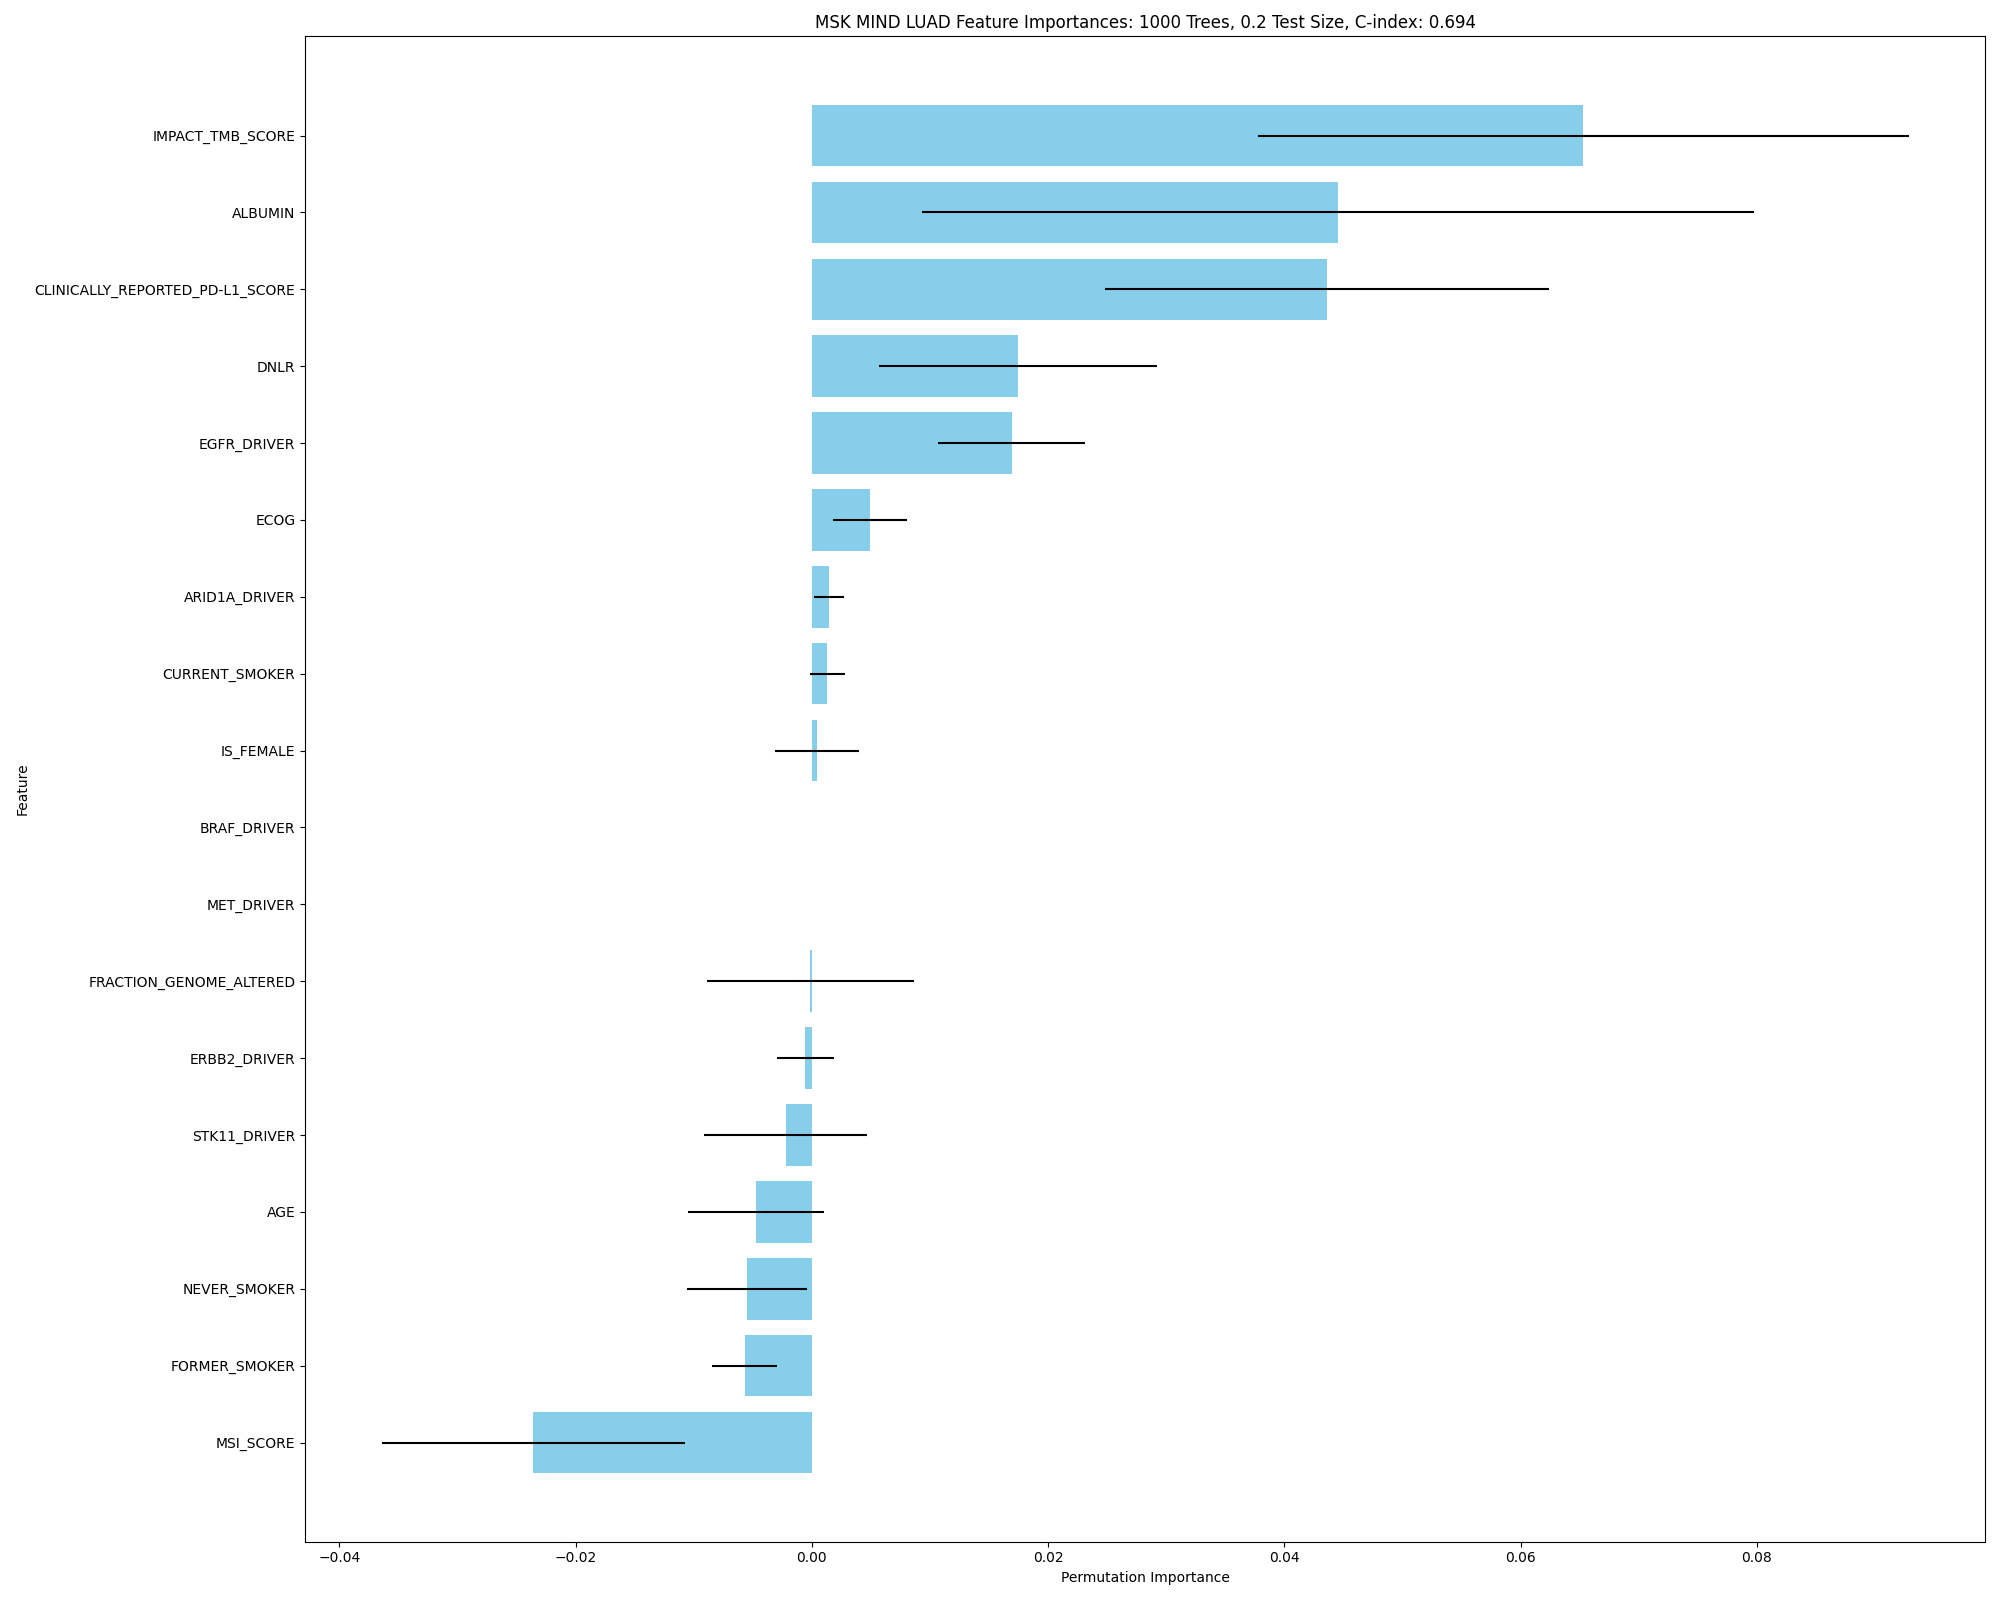 MSK MIND LUAD Feature Importances: 1000 Trees, 0.2 Test Size, C-index: 0.694
IMPACT_TMB_SCORE
ALBUMIN
CLINICALLY_REPORTED_PD-L1_SCORE
DNLR
EGFR_DRIVER
ECOG
ARID1A_DRIVER
CURRENT_SMOKER
IS_FEMALE
BRAF_DRIVER
MET_DRIVER
FRACTION_GENOME_ALTERED
ERBB2_DRIVER
STK11_DRIVER
AGE
NEVER_SMOKER
FORMER_SMOKER
MSI_SCORE
Feature
−0.04 −0.02 0.00 0.02 0.04 0.06 0.08
Permutation Importance